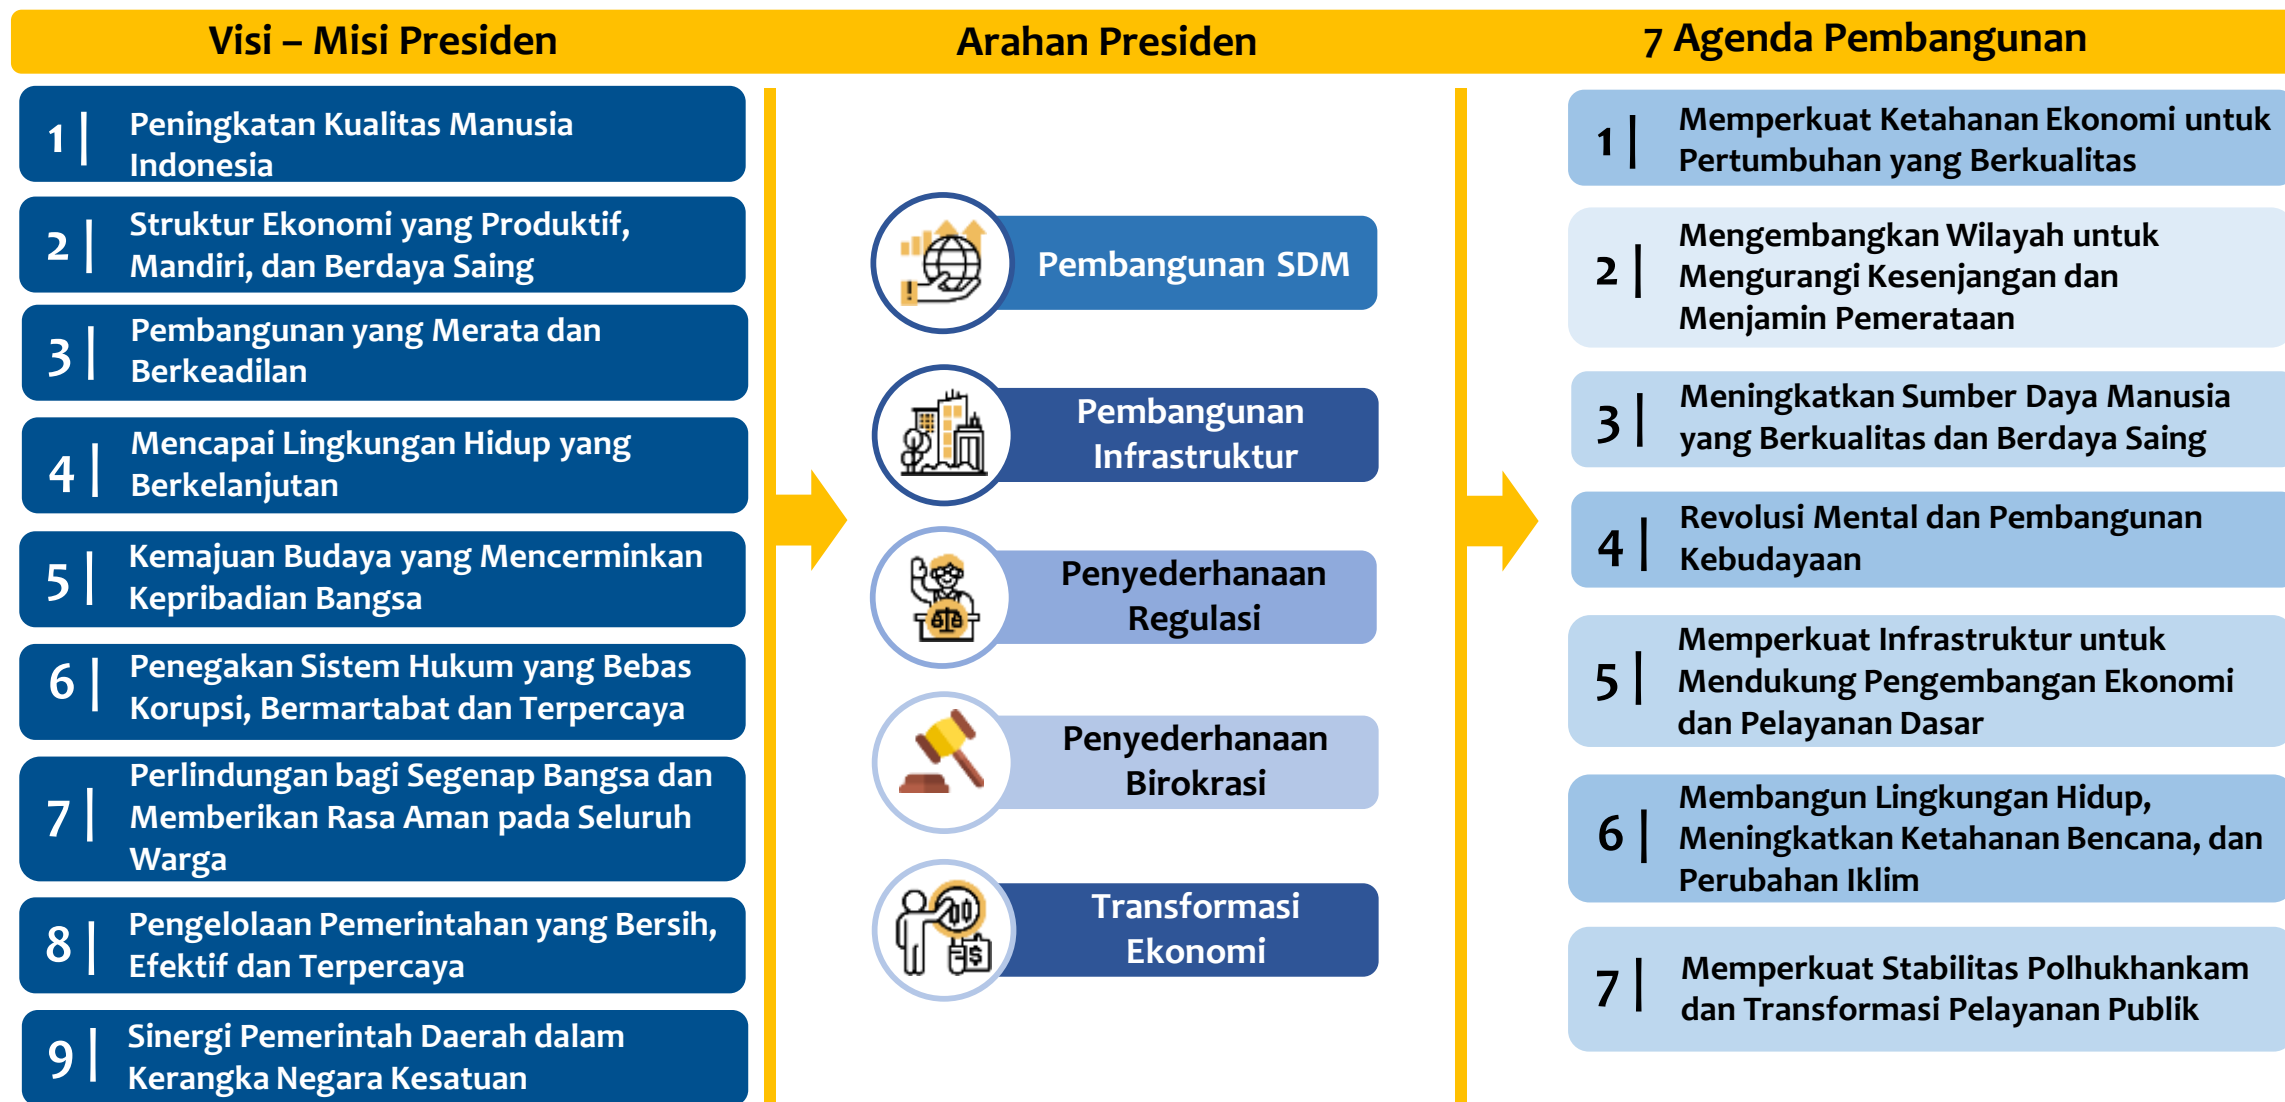 Visi – Misi Presiden
1
Peningkatan Kualitas Manusia
Indonesia
2
Struktur Ekonomi yang Produktif,
Mandiri, dan Berdaya Saing
3
Pembangunan yang Merata dan
Berkeadilan
4
Mencapai Lingkungan Hidup yang
Berkelanjutan
5
Kemajuan Budaya yang Mencerminkan
Kepribadian Bangsa
6
Penegakan Sistem Hukum yang Bebas
Korupsi, Bermartabat dan Terpercaya
7
Perlindungan bagi Segenap Bangsa dan
Memberikan Rasa Aman pada Seluruh
Warga
8
Pengelolaan Pemerintahan yang Bersih,
Efektif dan Terpercaya
9
Sinergi Pemerintah Daerah dalam
Kerangka Negara Kesatuan
Arahan Presiden
Pembangunan SDM
Pembangunan
Infrastruktur
Penyederhanaan
Regulasi
Penyederhanaan
Birokrasi
Transformasi
Ekonomi
7 Agenda Pembangunan
1
Memperkuat Ketahanan Ekonomi untuk
Pertumbuhan yang Berkualitas
2
Mengembangkan Wilayah untuk
Mengurangi Kesenjangan dan
Menjamin Pemerataan
3
Meningkatkan Sumber Daya Manusia
yang Berkualitas dan Berdaya Saing
4
Revolusi Mental dan Pembangunan
Kebudayaan
5
Memperkuat Infrastruktur untuk
Mendukung Pengembangan Ekonomi
dan Pelayanan Dasar
6
Membangun Lingkungan Hidup,
Meningkatkan Ketahanan Bencana, dan
Perubahan Iklim
7
Memperkuat Stabilitas Polhukhankam
dan Transformasi Pelayanan Publik